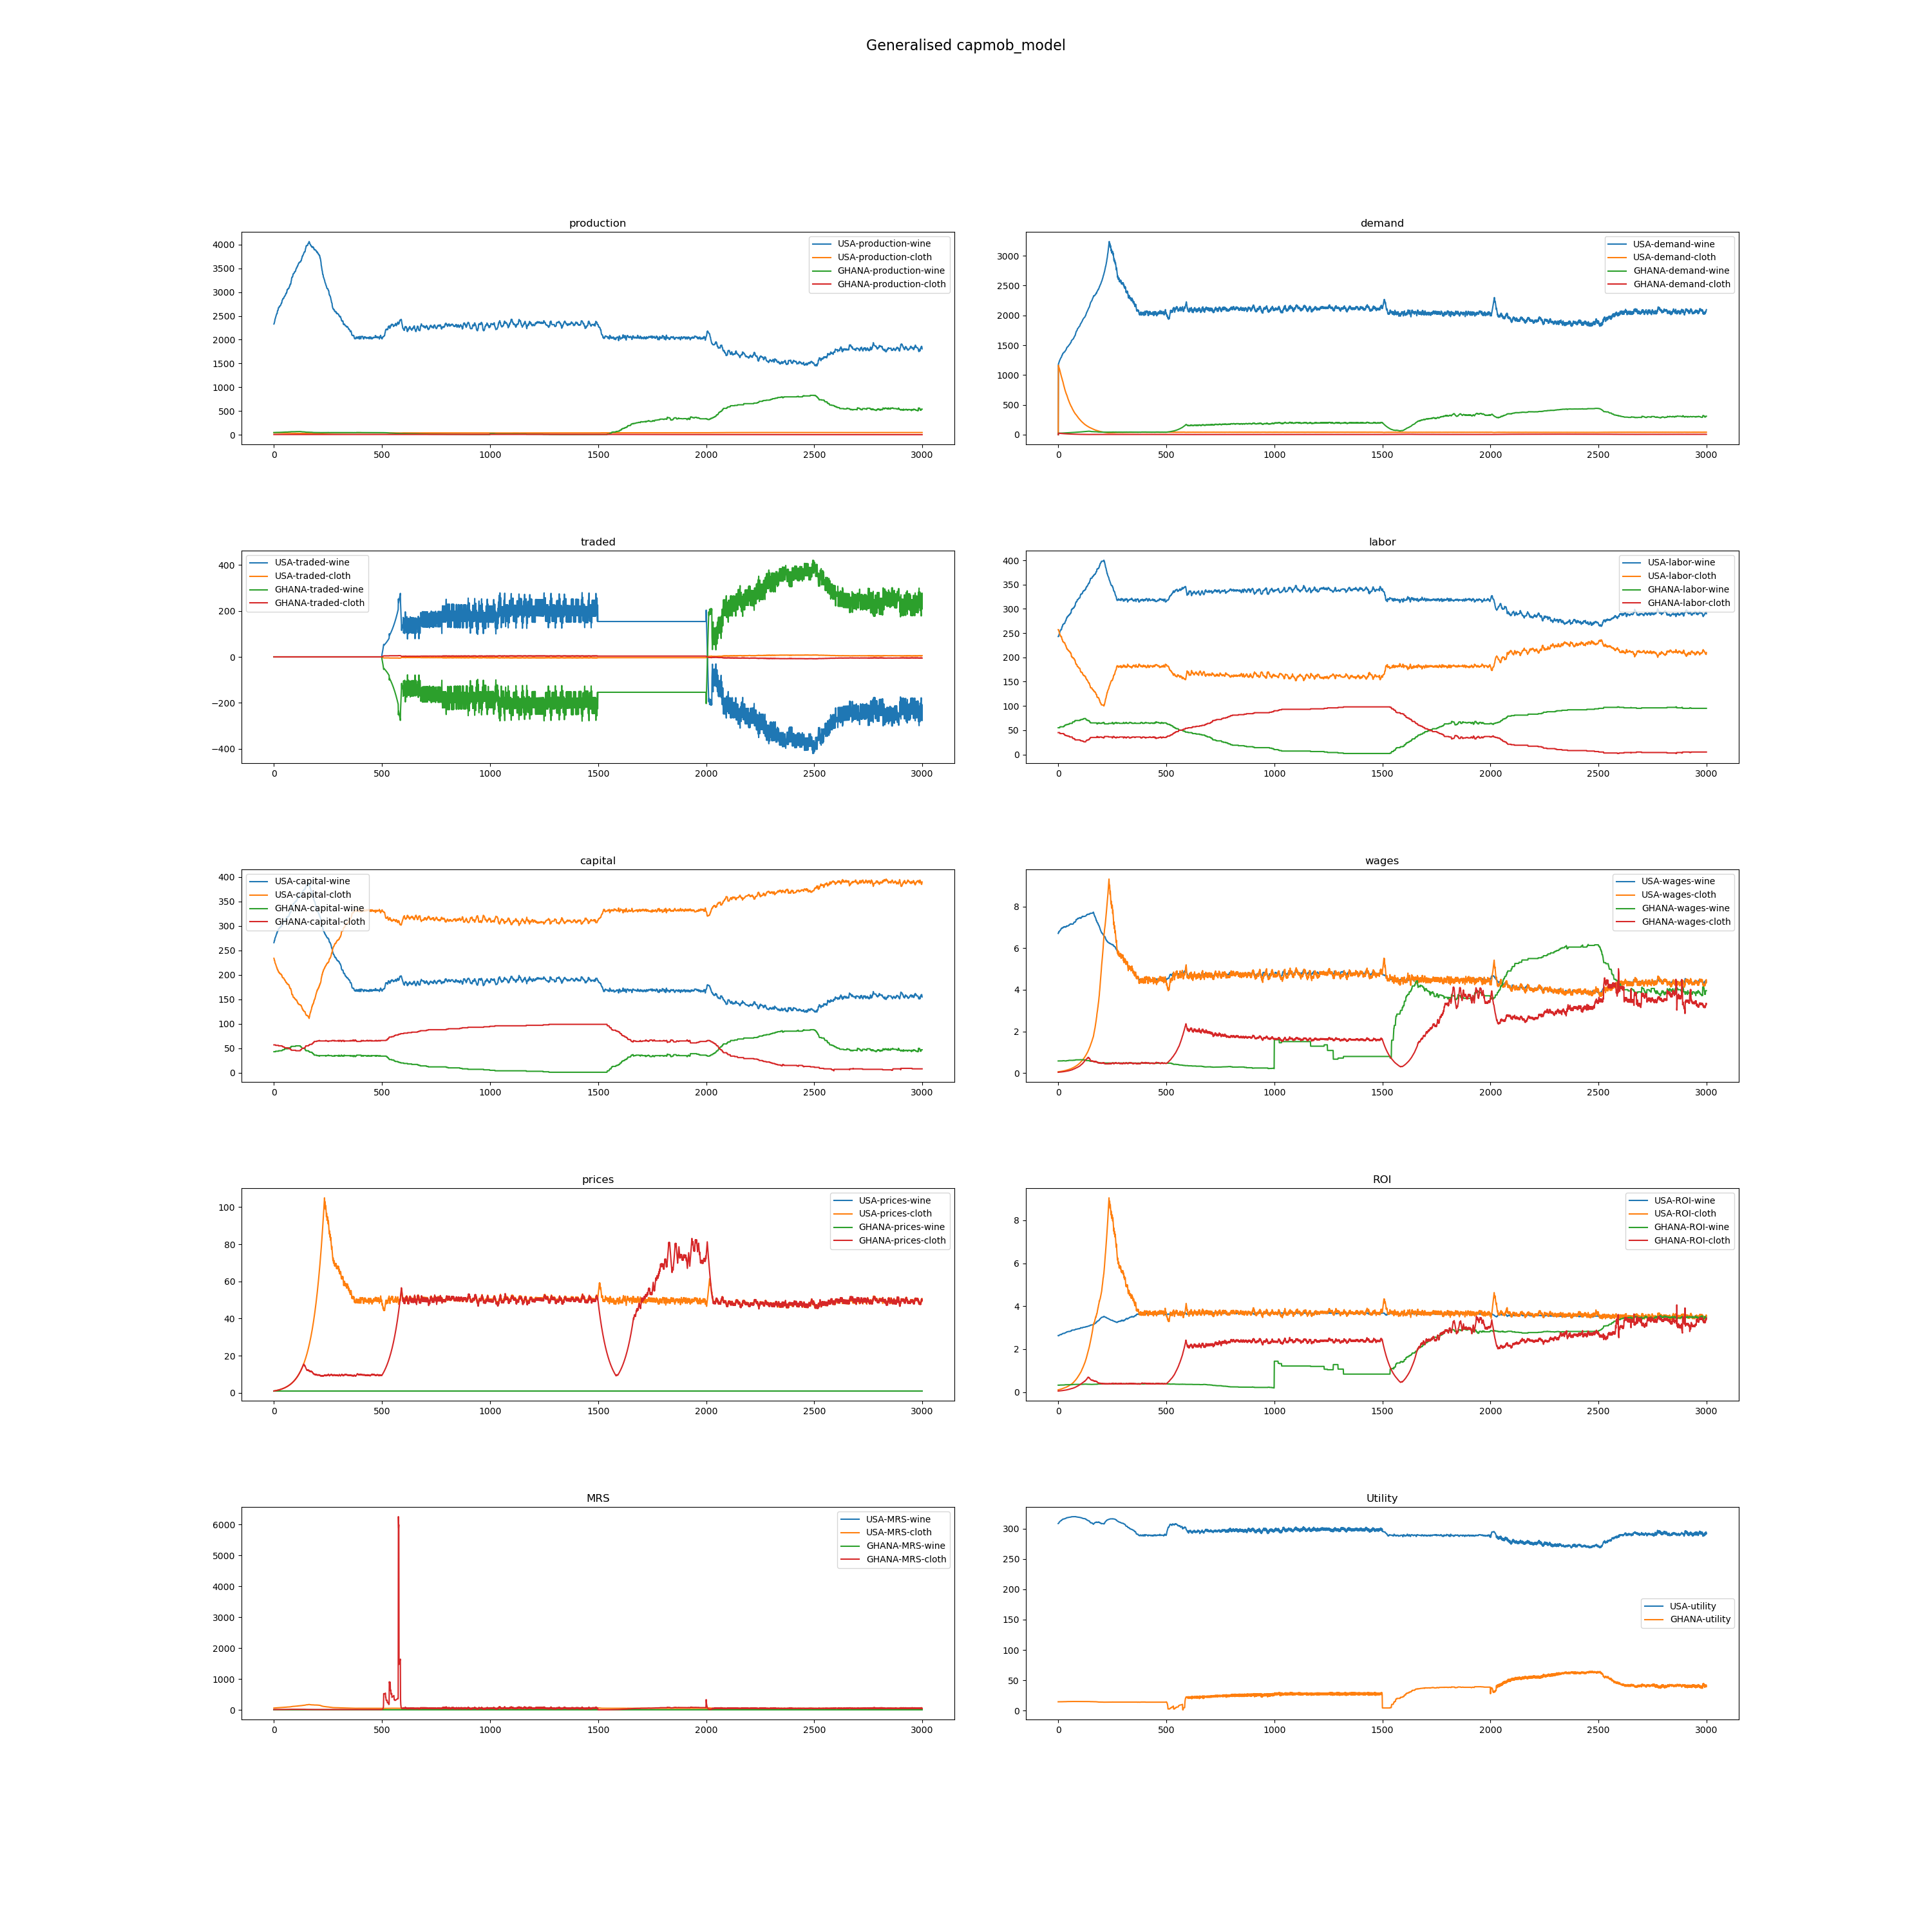 Generalised capmob_model
production
USA-production-wine
USA-production-cloth
GHANA-production-wine
GHANA-production-cloth
4000
3500
3000
2500
2000
1500
1000
500
0
0 500 1000 1500 2000 2500 3000
demand
USA-demand-wine
USA-demand-cloth
GHANA-demand-wine
GHANA-demand-cloth
3000
2500
2000
1500
1000
500
0
0 500 1000 1500 2000 2500 3000
traded
USA-traded-wine
USA-traded-cloth
GHANA-traded-wine
GHANA-traded-cloth
400
200
0
−200
−400
0 500 1000 1500 2000 2500 3000
labor
USA-labor-wine
USA-labor-cloth
GHANA-labor-wine
GHANA-labor-cloth
400
350
300
250
200
150
100
50
0
0 500 1000 1500 2000 2500 3000
capital
USA-capital-wine
USA-capital-cloth
GHANA-capital-wine
GHANA-capital-cloth
400
350
300
250
200
150
100
50
0
0 500 1000 1500 2000 2500 3000
wages
USA-wages-wine
USA-wages-cloth
GHANA-wages-wine
GHANA-wages-cloth
8
6
4
2
0
0 500 1000 1500 2000 2500 3000
prices
USA-prices-wine
USA-prices-cloth
GHANA-prices-wine
GHANA-prices-cloth
100
80
60
40
20
0
0 500 1000 1500 2000 2500 3000
ROI
USA-ROI-wine
USA-ROI-cloth
GHANA-ROI-wine
GHANA-ROI-cloth
8
6
4
2
0
0 500 1000 1500 2000 2500 3000
MRS
USA-MRS-wine
USA-MRS-cloth
GHANA-MRS-wine
GHANA-MRS-cloth
6000
5000
4000
3000
2000
1000
0
0 500 1000 1500 2000 2500 3000
Utility
USA-utility
GHANA-utility
300
250
200
150
100
50
0
0 500 1000 1500 2000 2500 3000